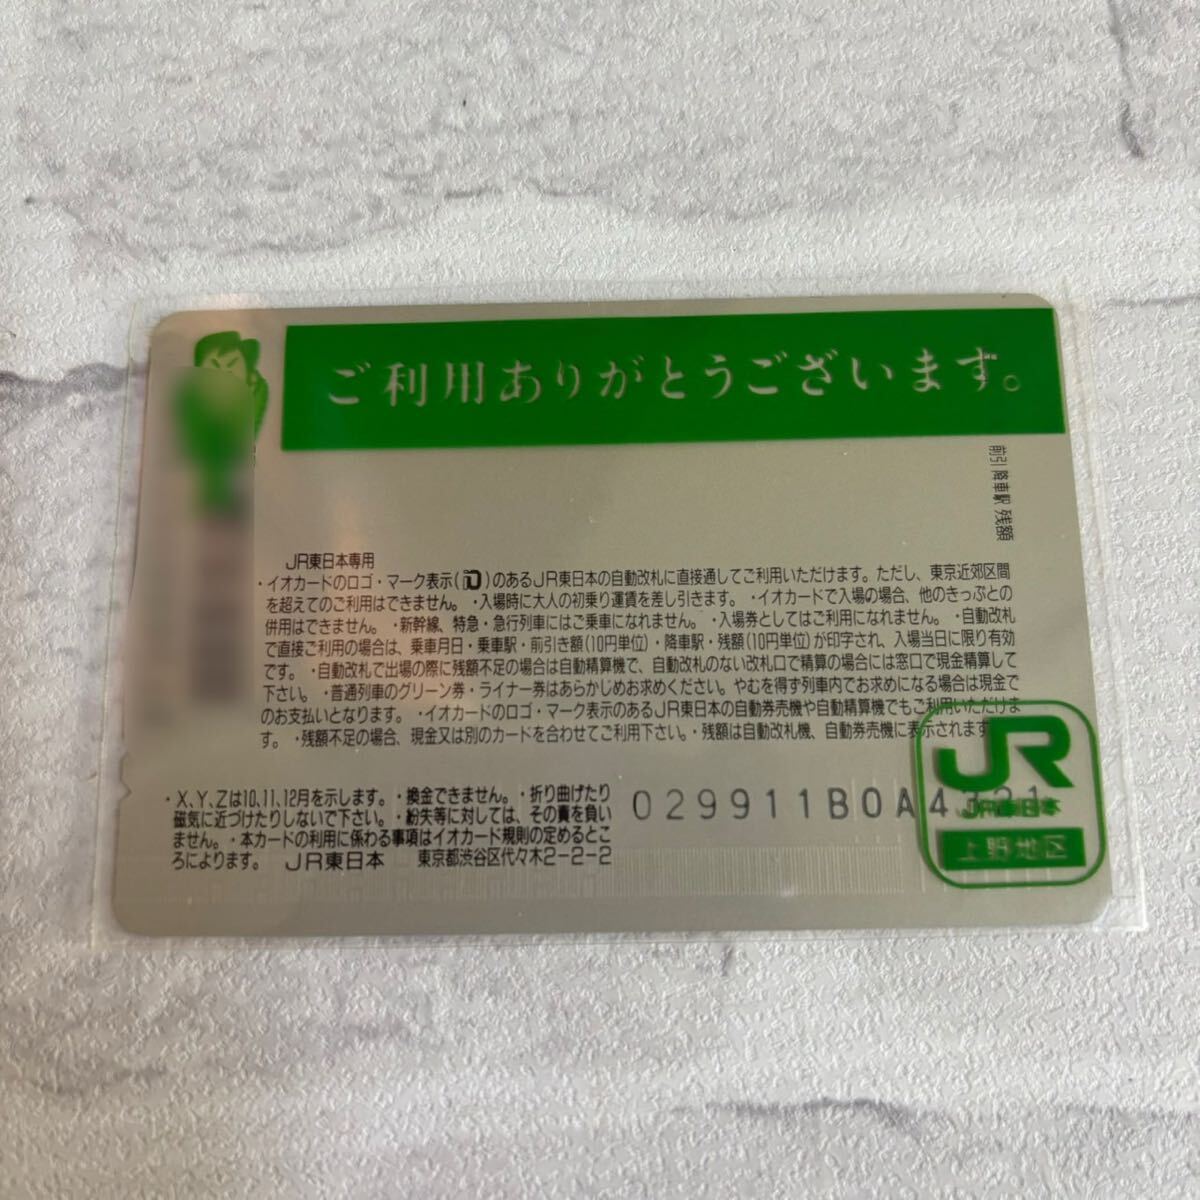 ご利用ありがとうございます。
前引 降車駅 残額
JR東日本専用
・イオカードのロゴ・マーク表示( )のあるJR東日本の自動改札に直接通してご利用いただけます。ただし、東京近郊区間
を超えてのご利用はできません。・入場時に大人の初乗り運賃を差し引きます。・イオカードで入場の場合、他のきっぷとの
併用はできません。・新幹線、特急・急行列車にはご乗車になれません。・入場券としてはご利用になれません。・自動改札
で直接ご利用の場合は、乗車月日・乗車駅・前引き額(10円単位)・降車駅・残額(10円単位)が印字され、入場当日に限り有効
です。・自動改札で出場の際に残額不足の場合は自動精算機で、自動改札のない改札口で精算の場合には窓口で現金精算して
下さい。・普通列車のグリーン券・ライナー券はあらかじめお求めください。やむを得ず列車内でお求めになる場合は現金で
のお支払いとなります。・イオカードのロゴ・マーク表示のあるJR東日本の自動券売機や自動精算機でもご利用いただけま
す。・残額不足の場合、現金又は別のカードを合わせてご利用下さい。・残額は自動改札機、自動券売機に表示されます
・X、Y、Zは10、11、12月を示します。・換金できません。・折り曲げたり
磁気に近づけたりしないで下さい。・紛失等に対しては、その責を負い
ません。・本カードの利用に係わる事項はイオカード規則の定めるとこ
ろによります。 JR東日本 東京都渋谷区代々木2-2-2
029911B0A4
JR
JR東日本
上野地区